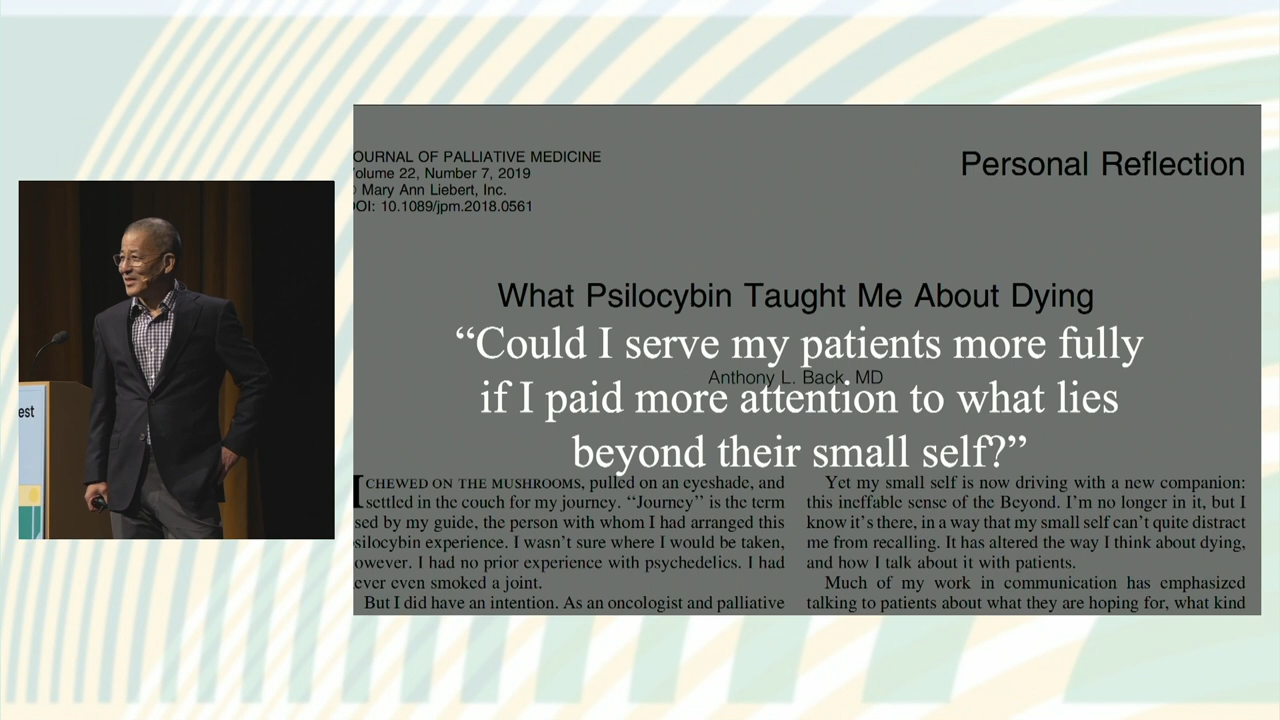 est
OURNAL OF PALLIATIVE MEDICINE
olume 22, Number 7, 2019
Mary Ann Liebert, Inc.
OI: 10.1089/jpm.2018.0561
Personal Reflection
What Psilocybin Taught Me About Dying
“Could I serve my patients more fully
Anthony L. Back, MD
if I paid more attention to what lies
beyond their small self?”
I CHEWED ON THE MUSHROOMS, pulled on an eyeshade, and
settled in the couch for my journey. ‘‘Journey’’ is the term
sed by my guide, the person with whom I had arranged this
silocybin experience. I wasn’t sure where I would be taken,
owever. I had no prior experience with psychedelics. I had
ever even smoked a joint.
But I did have an intention. As an oncologist and palliative
Yet my small self is now driving with a new companion:
this ineffable sense of the Beyond. I’m no longer in it, but I
know it’s there, in a way that my small self can’t quite distract
me from recalling. It has altered the way I think about dying,
and how I talk about it with patients.
Much of my work in communication has emphasized
talking to patients about what they are hoping for, what kind